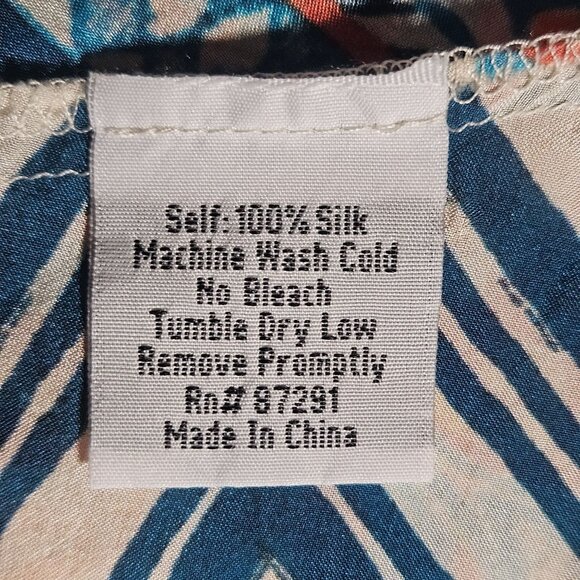 Self: 100% Silk
Machine Wash Cold
No Bleach
Tumble Dry Low
Remove Promptly
Rn# 87291
Made In China